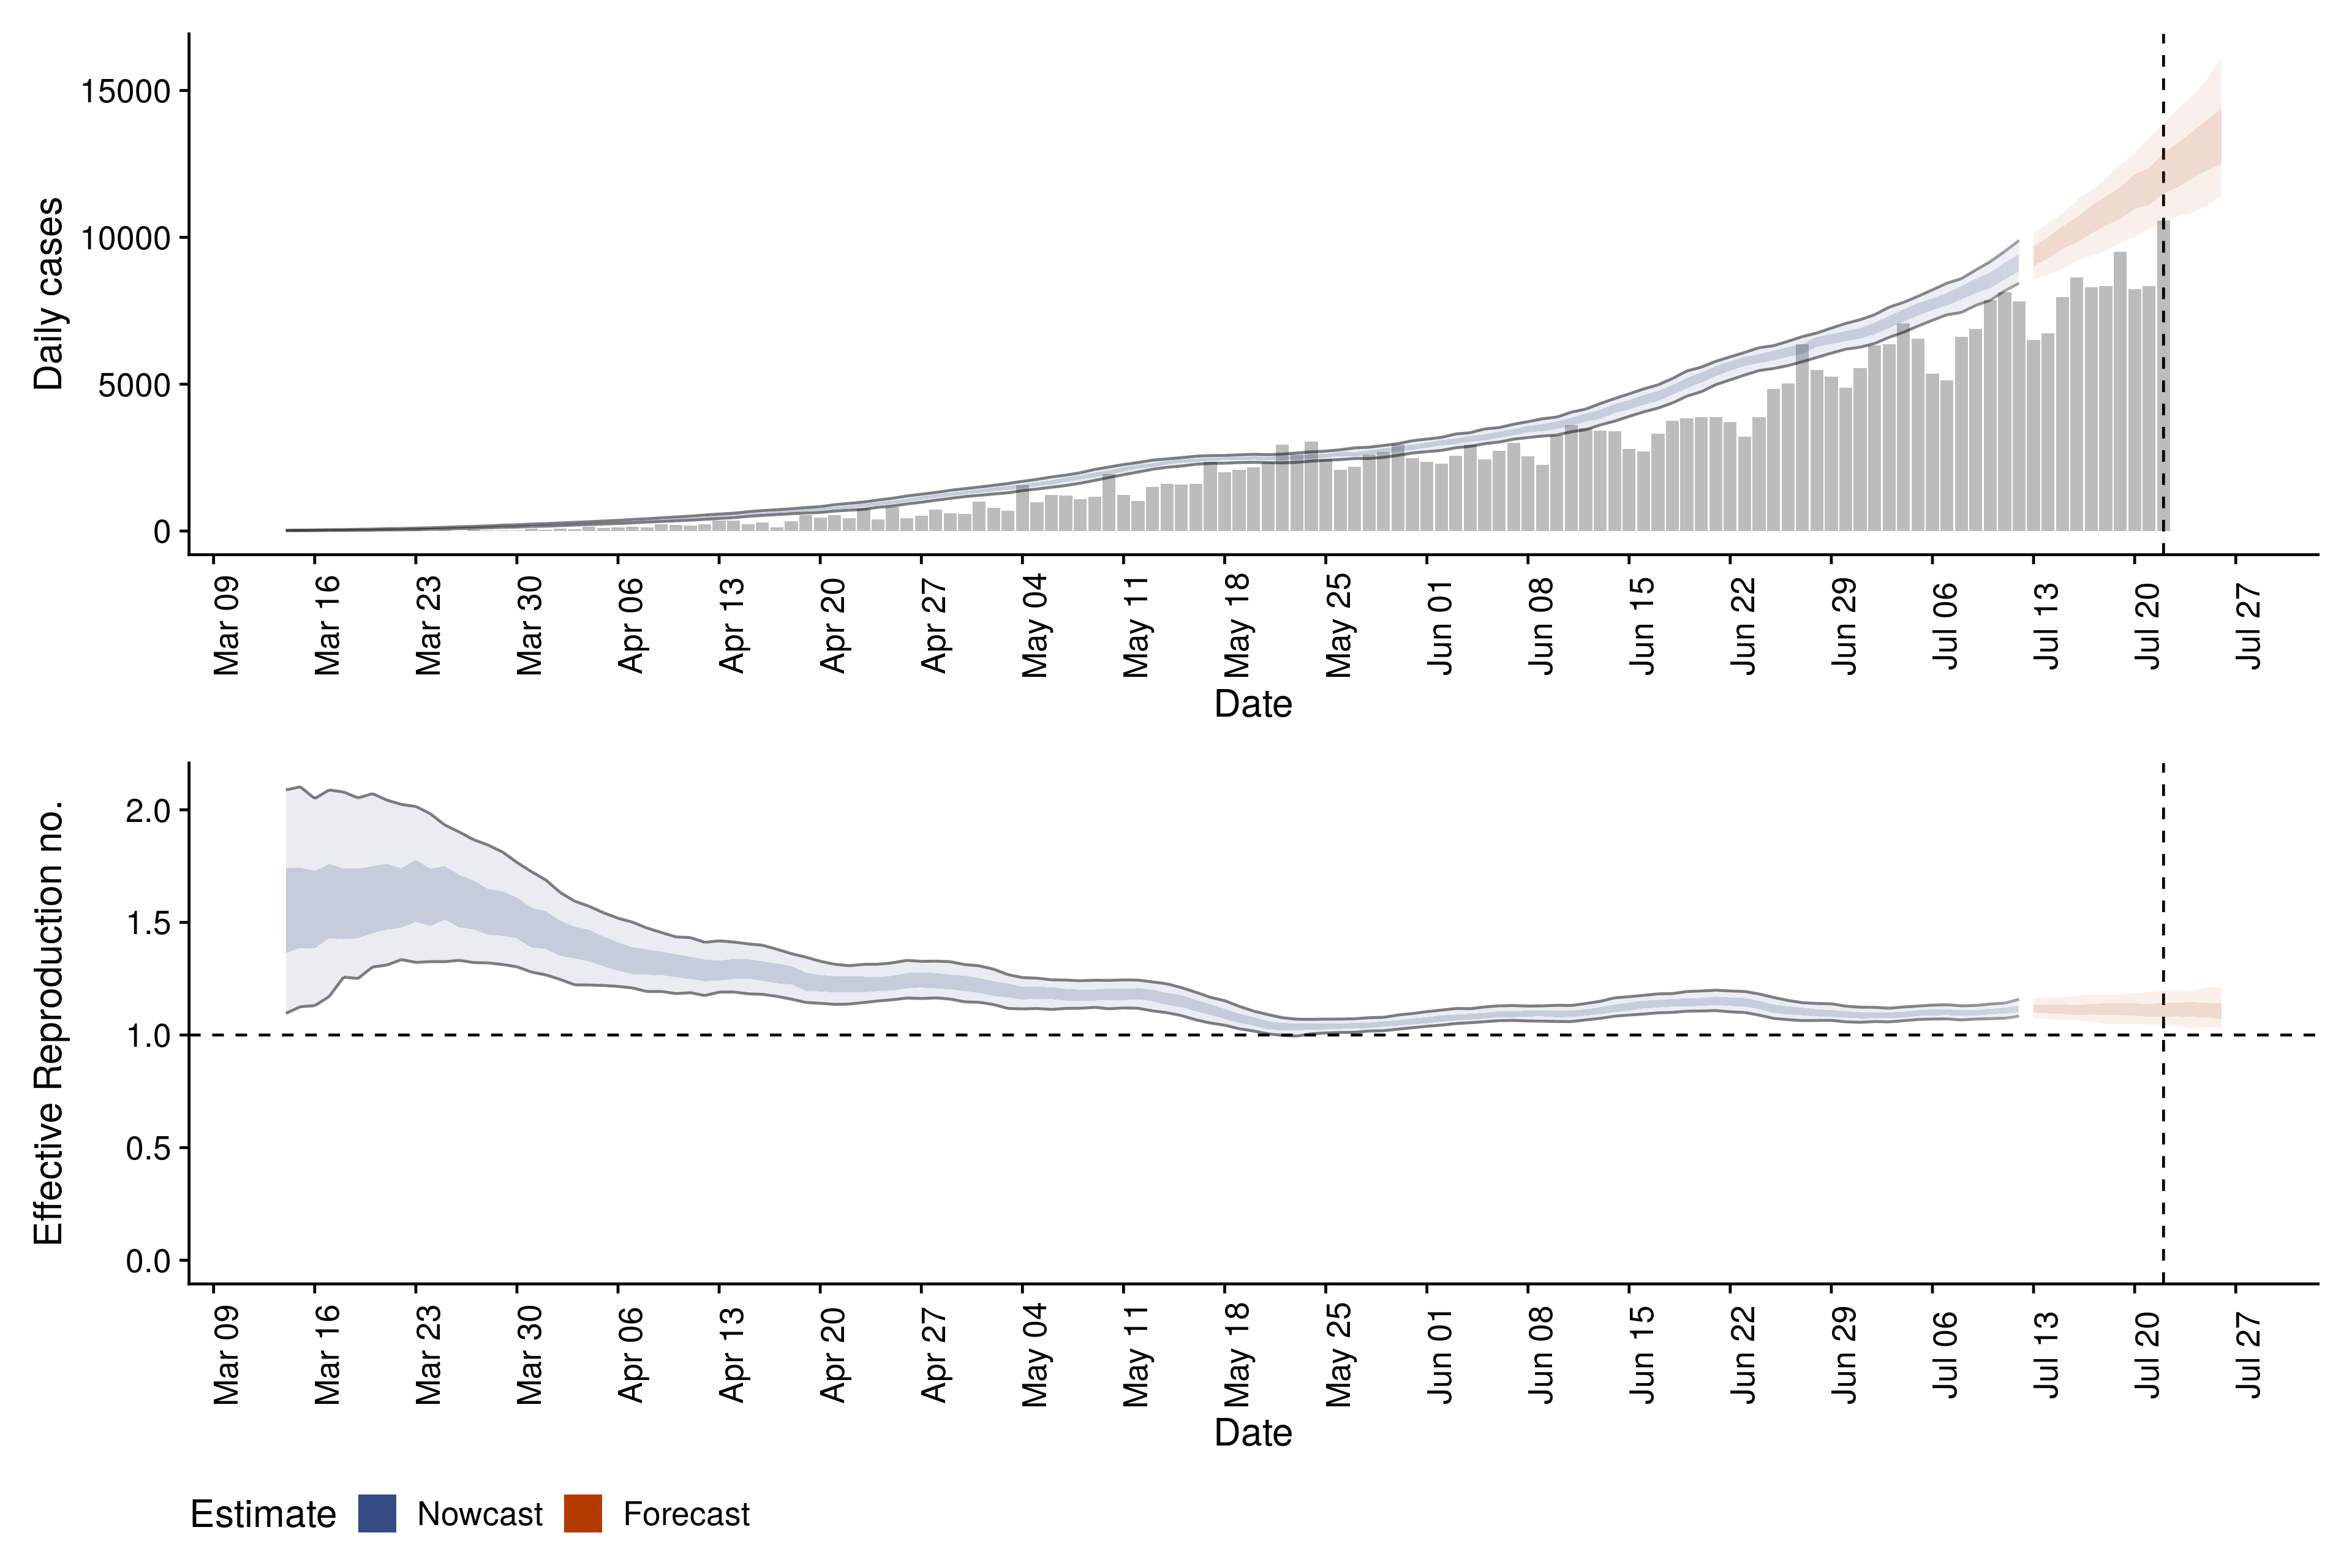 Daily cases
15000
10000
5000
0
Mar 09 Mar 16 Mar 23 Mar 30 Apr 06 Apr 13 Apr 20 Apr 27 May 04 May 11 May 18 May 25 Jun 01 Jun 08 Jun 15 Jun 22 Jun 29 Jul 06 Jul 13 Jul 20 Jul 27
Date
Effective Reproduction no.
2.0
1.5
1.0
0.5
0.0
Mar 09 Mar 16 Mar 23 Mar 30 Apr 06 Apr 13 Apr 20 Apr 27 May 04 May 11 May 18 May 25 Jun 01 Jun 08 Jun 15 Jun 22 Jun 29 Jul 06 Jul 13 Jul 20 Jul 27
Date
Estimate Nowcast Forecast